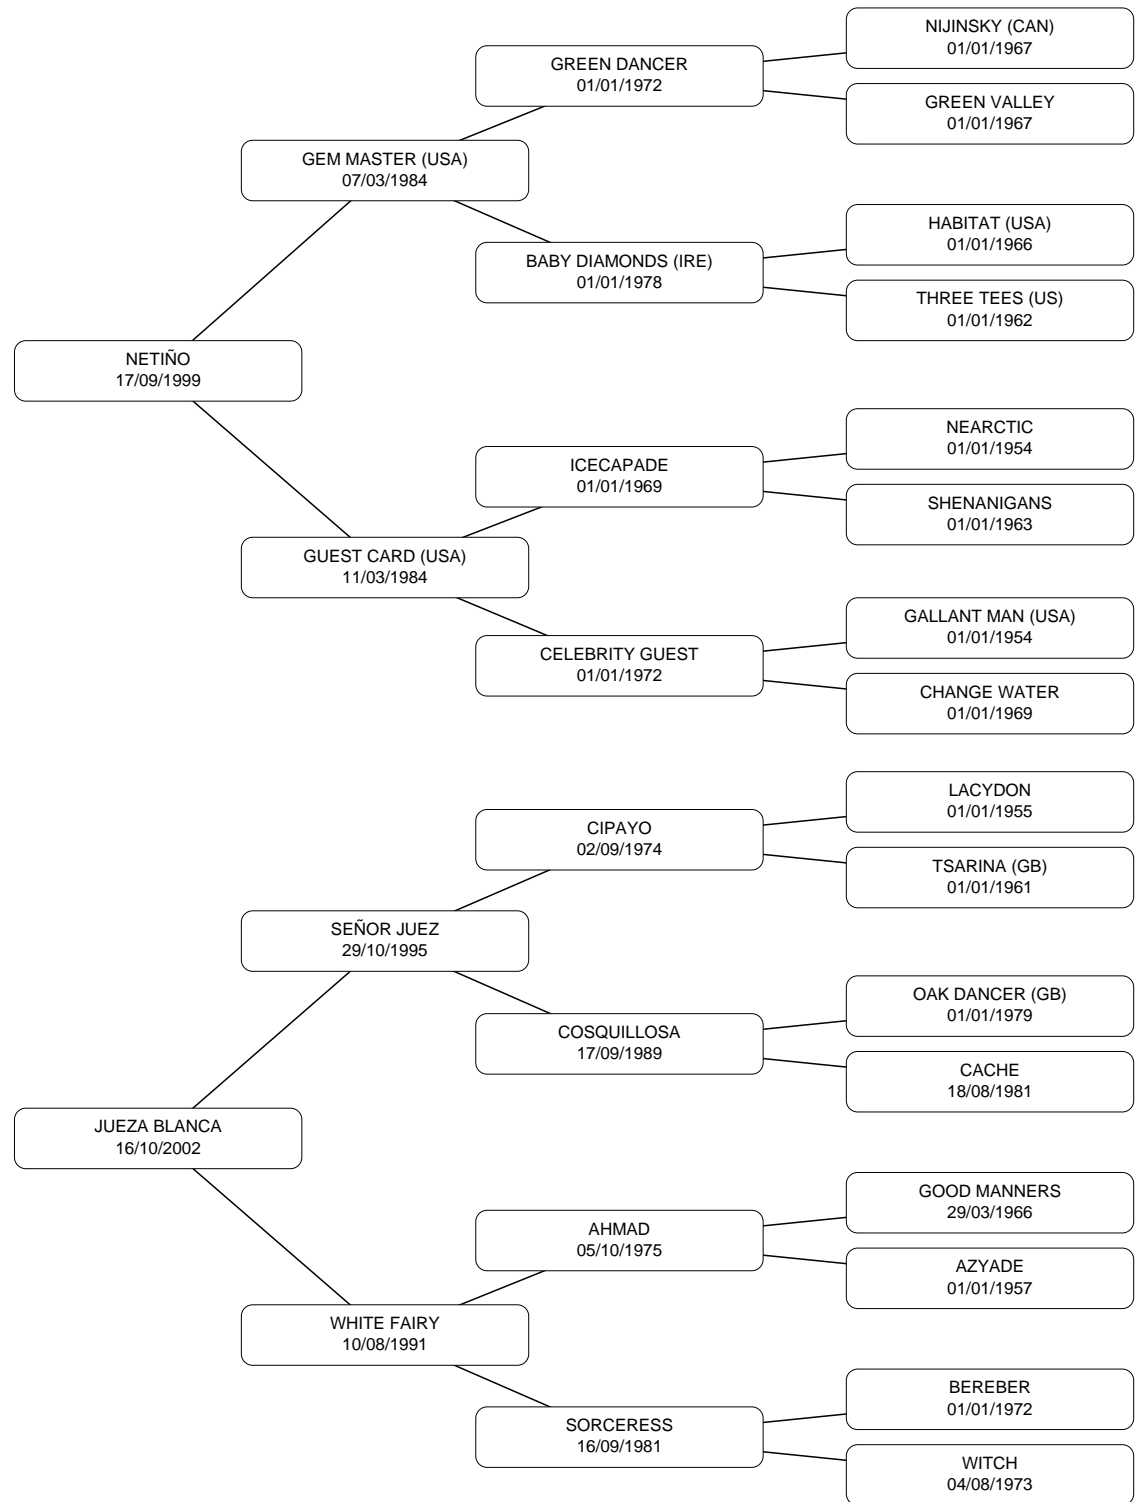 NIJINSKY (CAN)
01/01/1967
GREEN DANCER
01/01/1972
GREEN VALLEY
01/01/1967
GEM MASTER (USA)
07/03/1984
HABITAT (USA)
01/01/1966
BABY DIAMONDS (IRE)
01/01/1978
THREE TEES (US)
01/01/1962
NETIÑO
17/09/1999
NEARCTIC
01/01/1954
ICECAPADE
01/01/1969
SHENANIGANS
01/01/1963
GUEST CARD (USA)
11/03/1984
GALLANT MAN (USA)
01/01/1954
CELEBRITY GUEST
01/01/1972
CHANGE WATER
01/01/1969
LACYDON
01/01/1955
CIPAYO
02/09/1974
TSARINA (GB)
01/01/1961
SEÑOR JUEZ
29/10/1995
OAK DANCER (GB)
01/01/1979
COSQUILLOSA
17/09/1989
CACHE
18/08/1981
JUEZA BLANCA
16/10/2002
GOOD MANNERS
29/03/1966
AHMAD
05/10/1975
AZYADE
01/01/1957
WHITE FAIRY
10/08/1991
BEREBER
01/01/1972
SORCERESS
16/09/1981
WITCH
04/08/1973